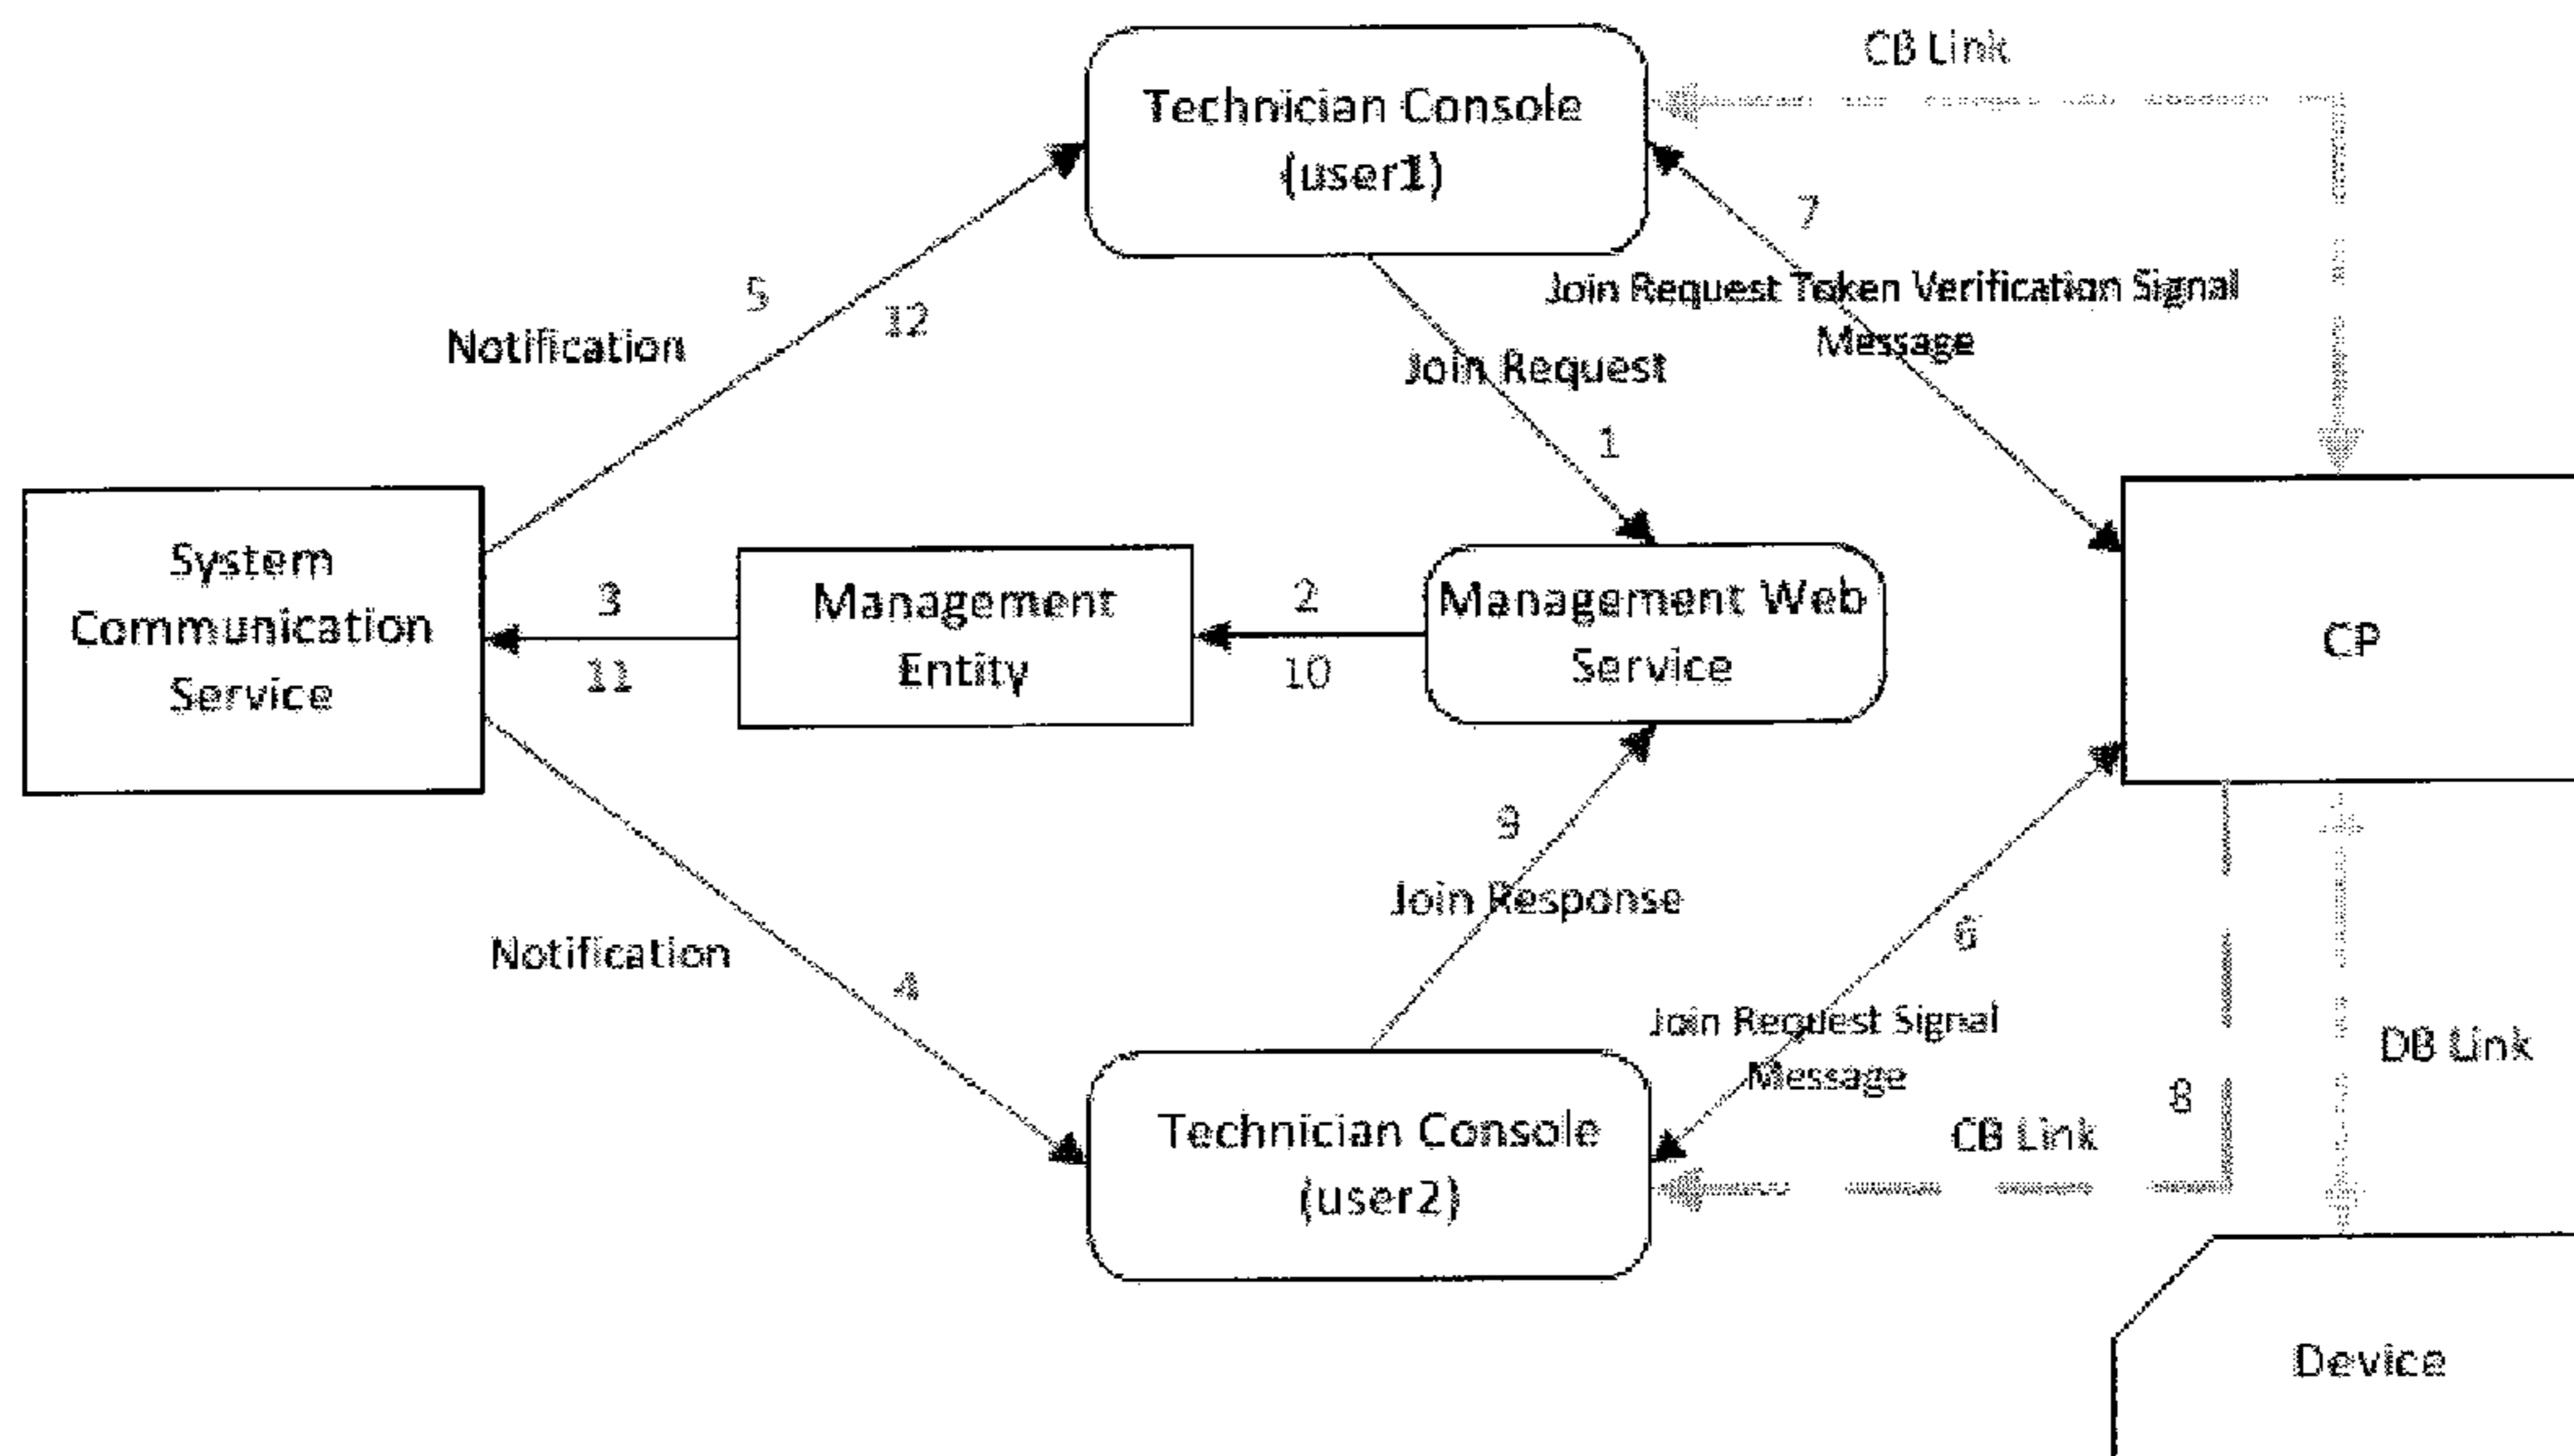 CB Link
Technician Console
(user1)
7
5
12
Notification
Join Request Token Verification Signal
Message
Join Request
1
System
Communication
Service
3
11
Management
Entity
2
10
Management Web
Service
CP
9
Join Response
6
Notification
4
Join Request Signal
Message
DB Link
8
CB Link
Technician Console
(user2)
Device